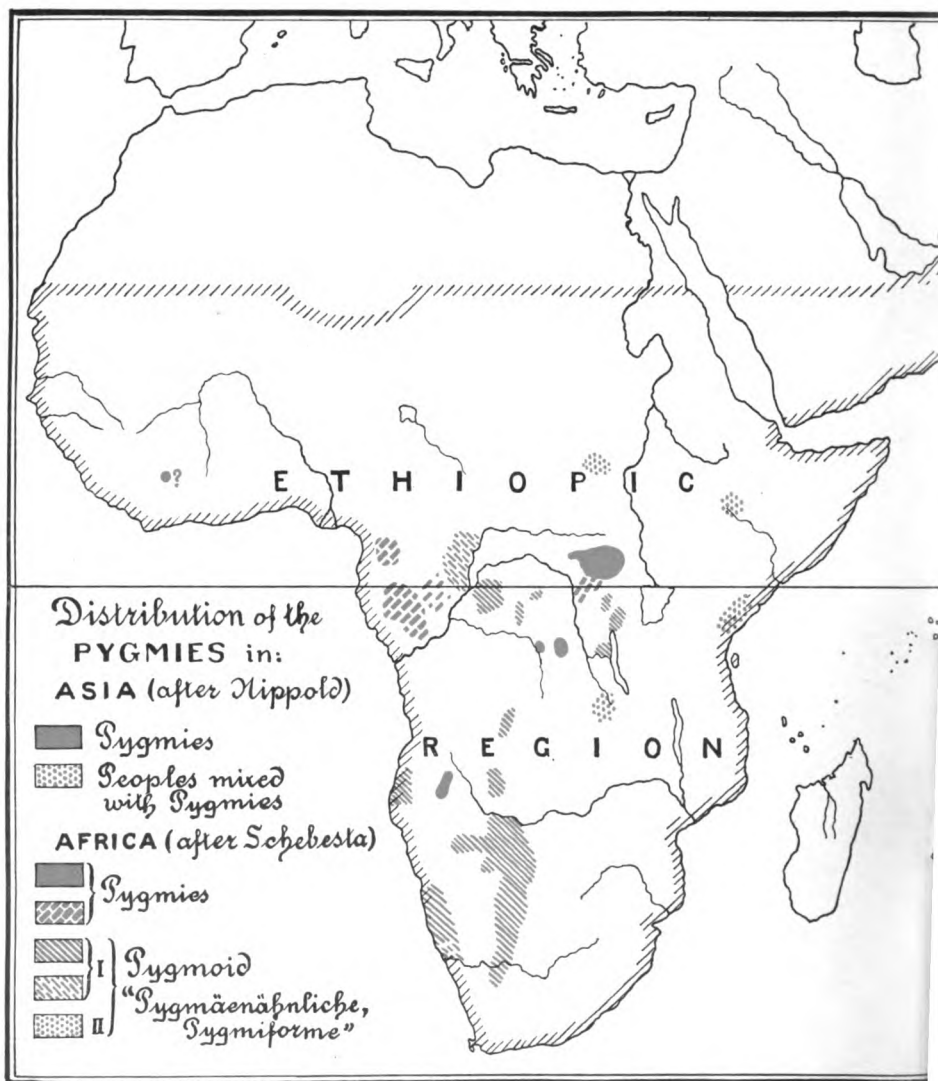 ?
ETHIOPIC
REGION
Distribution of the
PYGMIES in:
ASIA (after Nippold)
Pygmies
Peoples mixed
with Pygmies
AFRICA (after Schebesta)
Pygmies
I Pygmoid
"Pygmäenähnliche,
II Pygmiforme"